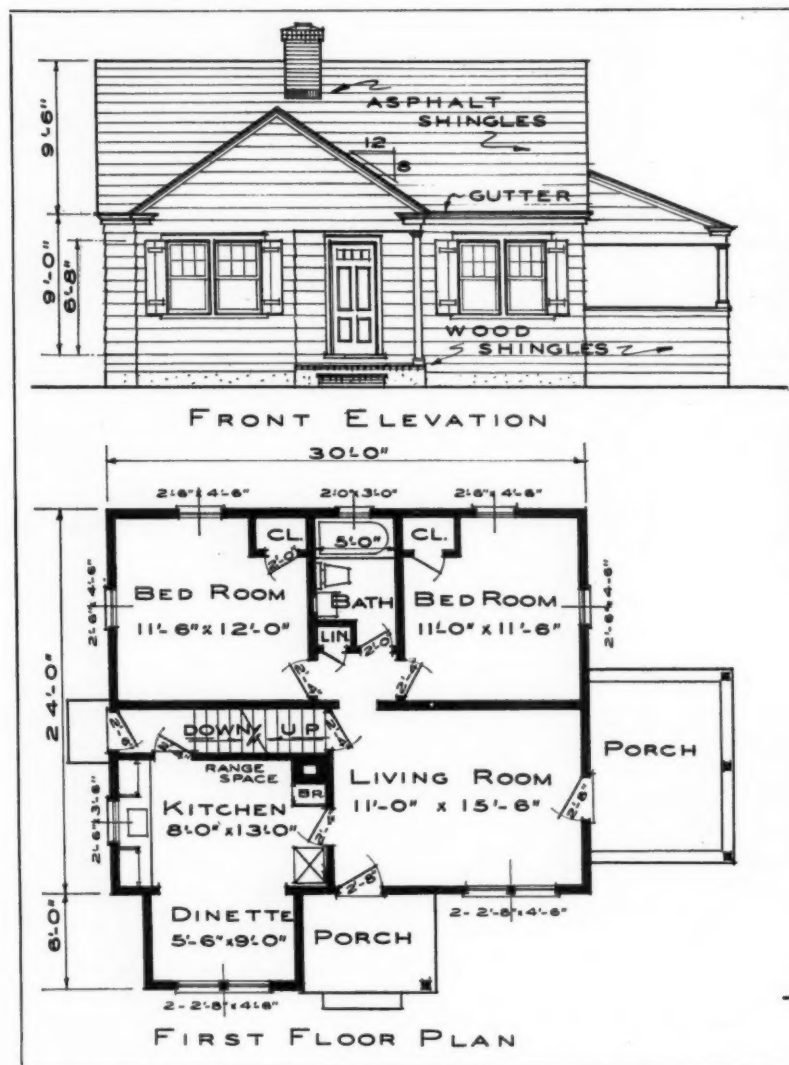 9'-6"
ASPHALT
SHINGLES
12
8
GUTTER
9'-0"
6'-8"
WOOD
SHINGLES
FRONT ELEVATION
30'-0"
2'-6" x 4'-6"
2'-0" x 3'-0"
2'-6" x 4'-6"
CL.
5'-0"
CL.
2'-0"
2'-6" x 4'-6"
BED ROOM
11'-6" x 12'-0"
BATH
BED ROOM
11'-0" x 11'-6"
2'-6" x 4'-6"
LIN.
2'-0"
2'-4"
2'-4"
24'-0"
DOWN
UP
RANGE
SPACE
BR.
KITCHEN
8'-0" x 13'-0"
LIVING ROOM
11'-0" x 15'-6"
PORCH
2'-8"
2'-6" x 3'-6"
2'-8"
2-2'-8" x 4'-6"
6'-0"
DINETTE
5'-6" x 9'-0"
PORCH
2-2'-8" x 4'-6"
FIRST FLOOR PLAN